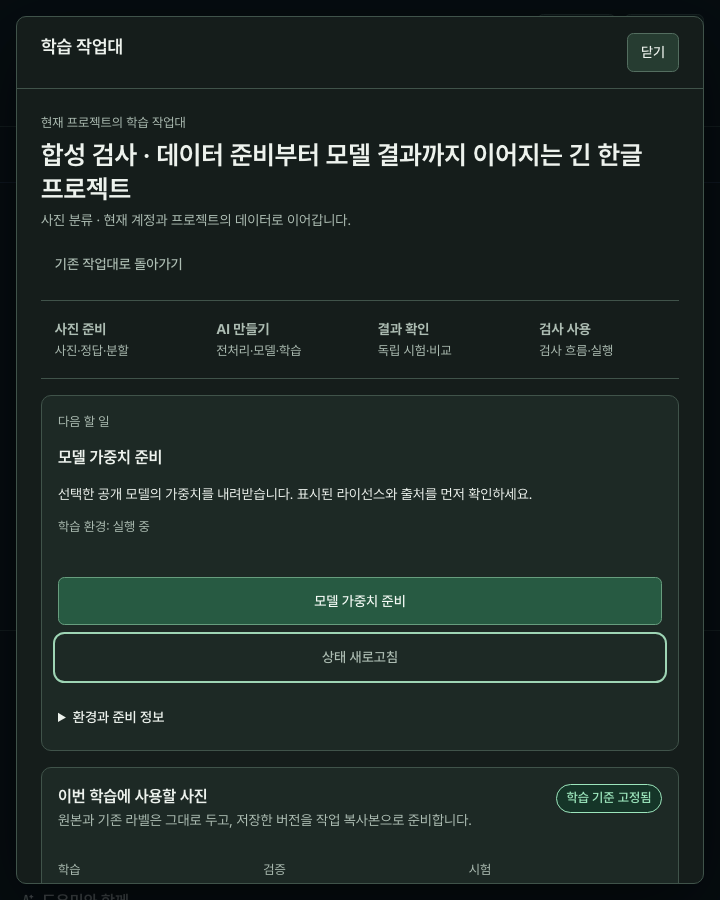 학습 작업대
닫기
현재 프로젝트의 학습 작업대
합성 검사 · 데이터 준비부터 모델 결과까지 이어지는 긴 한글
프로젝트
사진 분류 · 현재 계정과 프로젝트의 데이터로 이어갑니다.
기존 작업대로 돌아가기
사진 준비
사진·정답·분할
AI 만들기
전처리·모델·학습
결과 확인
독립 시험·비교
검사 사용
검사 흐름·실행
다음 할 일
모델 가중치 준비
선택한 공개 모델의 가중치를 내려받습니다. 표시된 라이선스와 출처를 먼저 확인하세요.
학습 환경: 실행 중
모델 가중치 준비
상태 새로고침
▶ 환경과 준비 정보
이번 학습에 사용할 사진
학습 기준 고정됨
원본과 기존 라벨은 그대로 두고, 저장한 버전을 작업 복사본으로 준비합니다.
학습
검증
시험